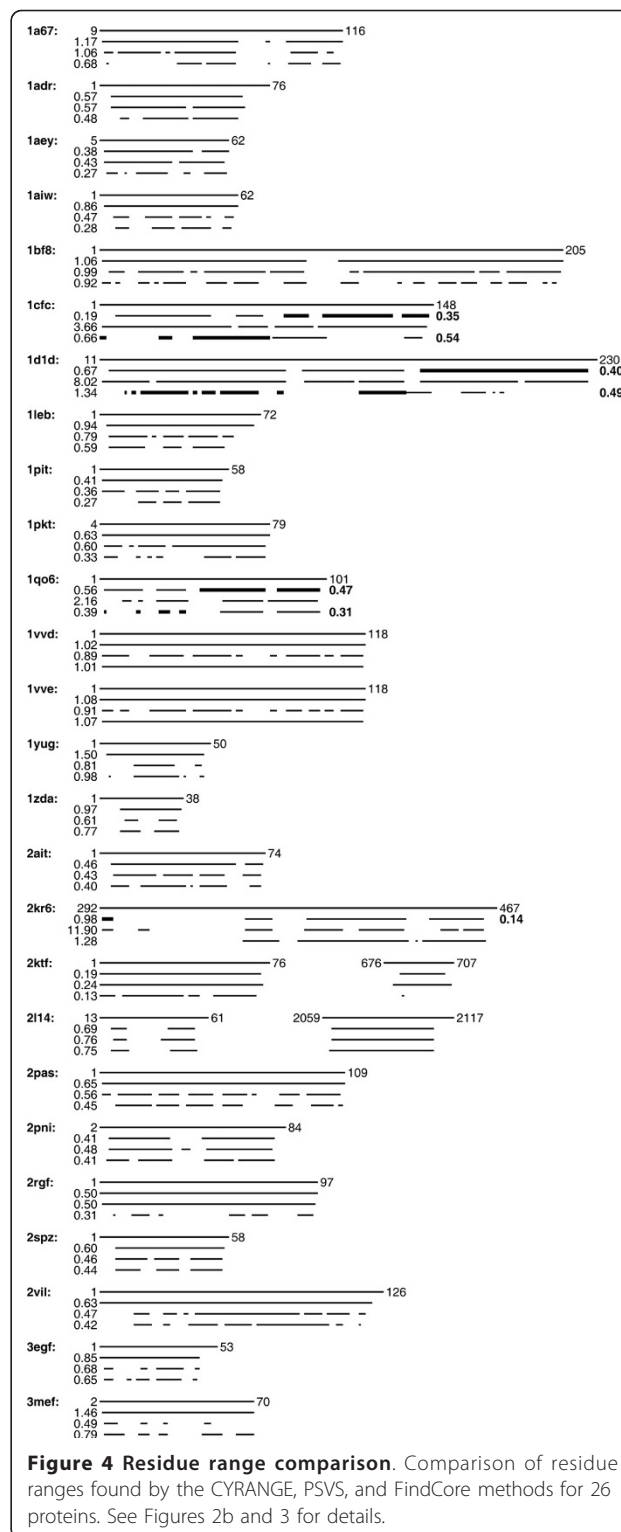 1a67: 9 116
1.17
1.06
0.68
1adr: 1 76
0.57
0.57
0.48
1aey: 5 62
0.38
0.43
0.27
1aiw: 1 62
0.86
0.47
0.28
1bf8: 1 205
1.06
0.99
0.92
1cfc: 1 148
0.19 0.35
3.66
0.66 0.54
1d1d: 11 230
0.67 0.40
8.02
1.34 0.49
1leb: 1 72
0.94
0.79
0.59
1pit: 1 58
0.41
0.36
0.27
1pkt: 4 79
0.63
0.60
0.33
1qo6: 1 101
0.56 0.47
2.16
0.39 0.31
1vvd: 1 118
1.02
0.89
1.01
1vve: 1 118
1.08
0.91
1.07
1yug: 1 50
1.50
0.81
0.98
1zda: 1 38
0.97
0.61
0.77
2ait: 1 74
0.46
0.43
0.40
2kr6: 292 467
0.98 0.14
11.90
1.28
2ktf: 1 76 676 707
0.19
0.24
0.13
2l14: 13 61 2059 2117
0.69
0.76
0.75
2pas: 1 109
0.65
0.56
0.45
2pni: 2 84
0.41
0.48
0.41
2rgf: 1 97
0.50
0.50
0.31
2spz: 1 58
0.60
0.46
0.44
2vil: 1 126
0.63
0.47
0.42
3egf: 1 53
0.85
0.68
0.65
3mef: 2 70
1.46
0.49
0.79
Figure 4 Residue range comparison. Comparison of residue
ranges found by the CYRANGE, PSVS, and FindCore methods for 26
proteins. See Figures 2b and 3 for details.